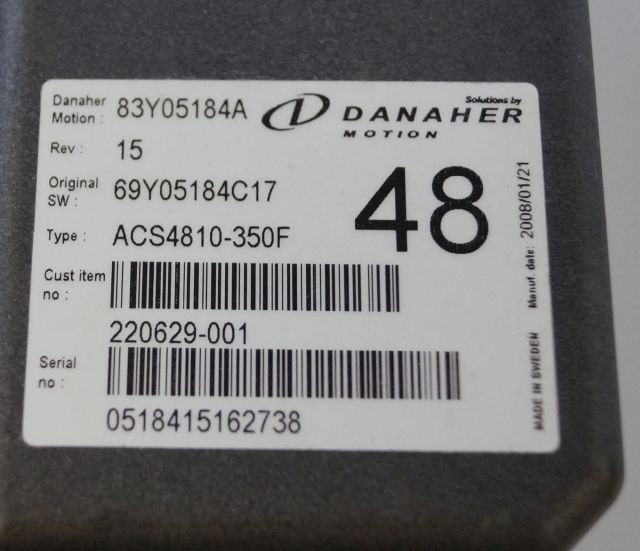 Danaher Motion : 83Y05184A
Solutions by
DANAHER
MOTION
Rev : 15
Original SW : 69Y05184C17
48
Type : ACS4810-350F
Cust item no :
220629-001
Serial no :
0518415162738
MADE IN SWEDEN Manuf. date: 2008/01/21